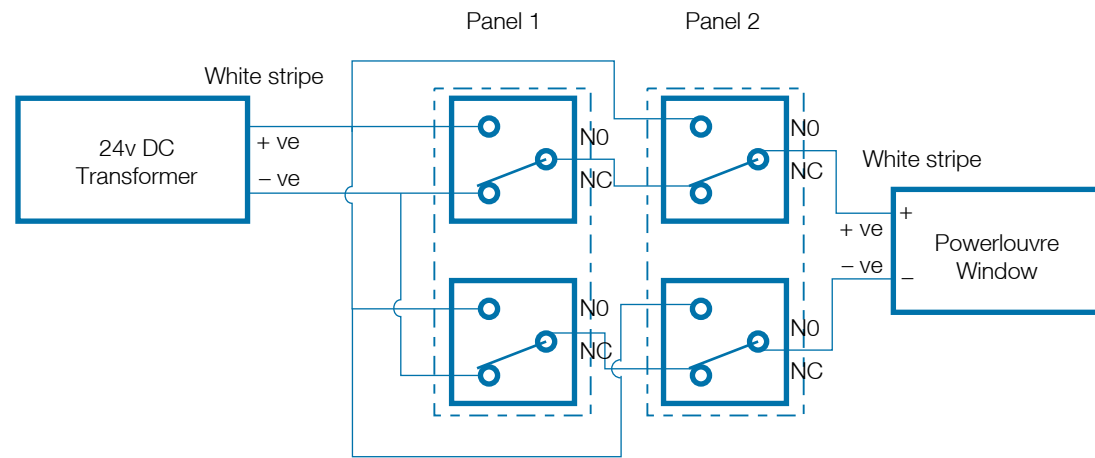 Panel 1
Panel 2
White stripe
24v DC
Transformer
+ ve
– ve
N0
NC
N0
NC
White stripe
+
+ ve
– ve
–
Powerlouvre
Window
N0
NC
N0
NC